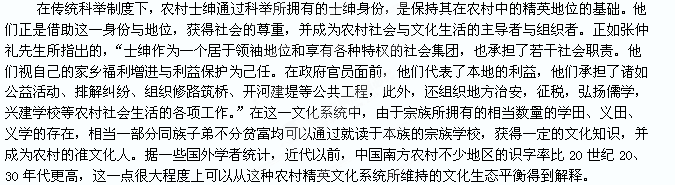 在传统科举制度下，农村士绅通过科举所拥有的士绅身份，是保持其在农村中的精英地位的基础。他
们正是借助这一身份与地位，获得社会的尊重，并成为农村社会与文化生活的主导者与组织者。正如张仲
礼先生所指出的，“士绅作为一个居于领袖地位和享有各种特权的社会集团，也承担了若干社会职责。他
们视自己的家乡福利增进与利益保护为己任。在政府官员面前，他们代表了本地的利益，他们承担了诸如
公益活动、排解纠纷、组织修路筑桥、开河建堤等公共工程，此外，还组织地方治安，征税，弘扬儒学，
兴建学校等农村社会生活的各项工作。”在这一文化系统中，由于宗族所拥有的相当数量的学田、义田、
义学的存在，相当一部分同族子弟不分贫富均可以通过就读于本族的宗族学校，获得一定的文化知识，并
成为农村的准文化人。据一些国外学者统计，近代以前，中国南方农村不少地区的识字率比 20 世纪 20、
30 年代更高，这一点很大程度上可以从这种农村精英文化系统所维持的文化生态平衡得到解释。